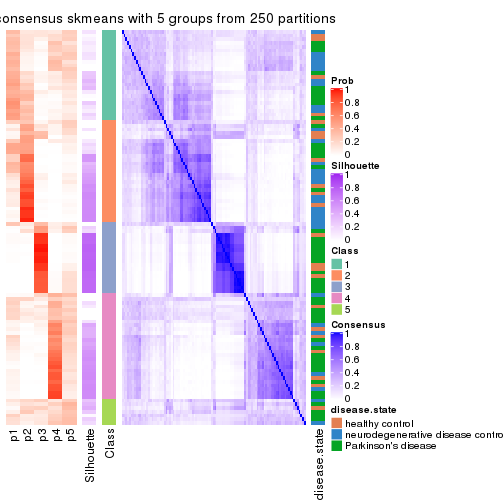 consensus skmeans with 5 groups from 250 partitions
Prob
1
0.8
0.6
0.4
0.2
0
Silhouette
1
0.8
0.6
0.4
0.2
0
Class
1
2
3
4
5
Consensus
1
0.8
0.6
0.4
0.2
0
disease.state
healthy control
neurodegenerative disease contro
Parkinson's disease
p1
p2
p3
p4
p5
Silhouette
Class
disease.state